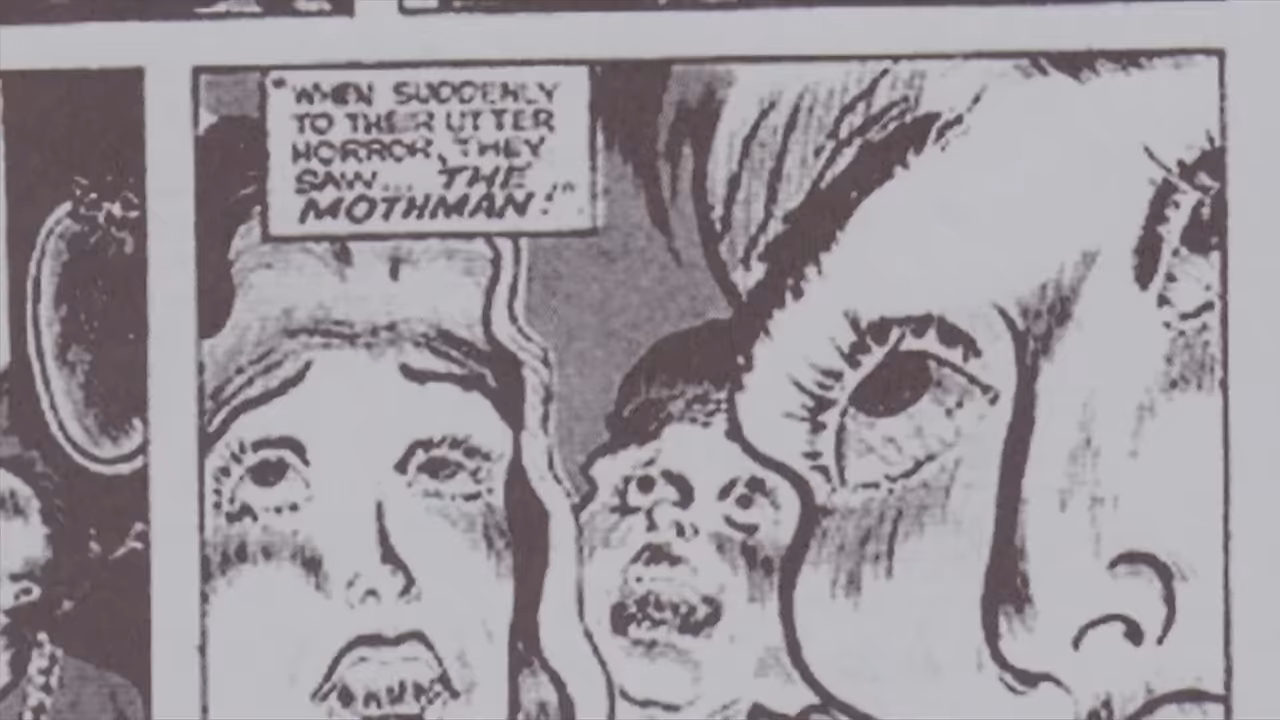 "WHEN SUDDENLY
TO THEIR UTTER
HORROR, THEY
SAW... THE
MOTHMAN!"